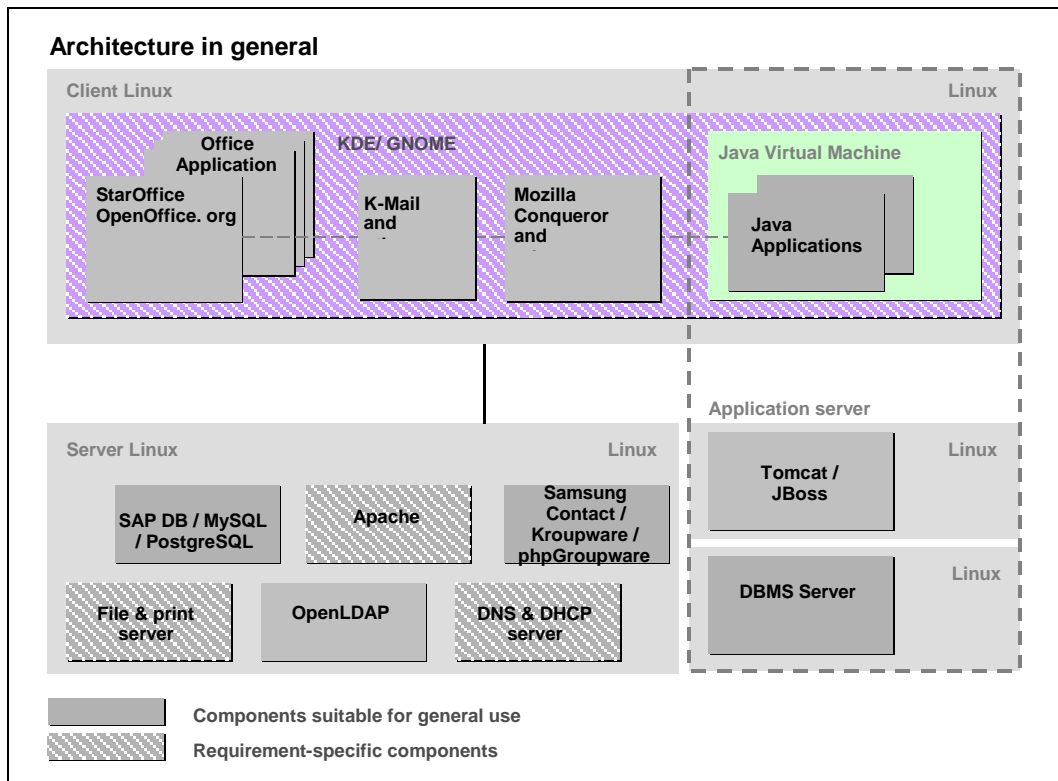 Architecture in general
Client Linux
Linux
Office
Application
KDE/ GNOME
Java Virtual Machine
StarOffice
OpenOffice. org
K-Mail
and
Mozilla
Conqueror
and
Java
Applications
Application server
Server Linux
Linux
Linux
Tomcat /
JBoss
SAP DB / MySQL
/ PostgreSQL
Apache
Samsung
Contact /
Kroupware /
phpGroupware
Linux
DBMS Server
File & print
server
OpenLDAP
DNS & DHCP
server
Components suitable for general use
Requirement-specific components